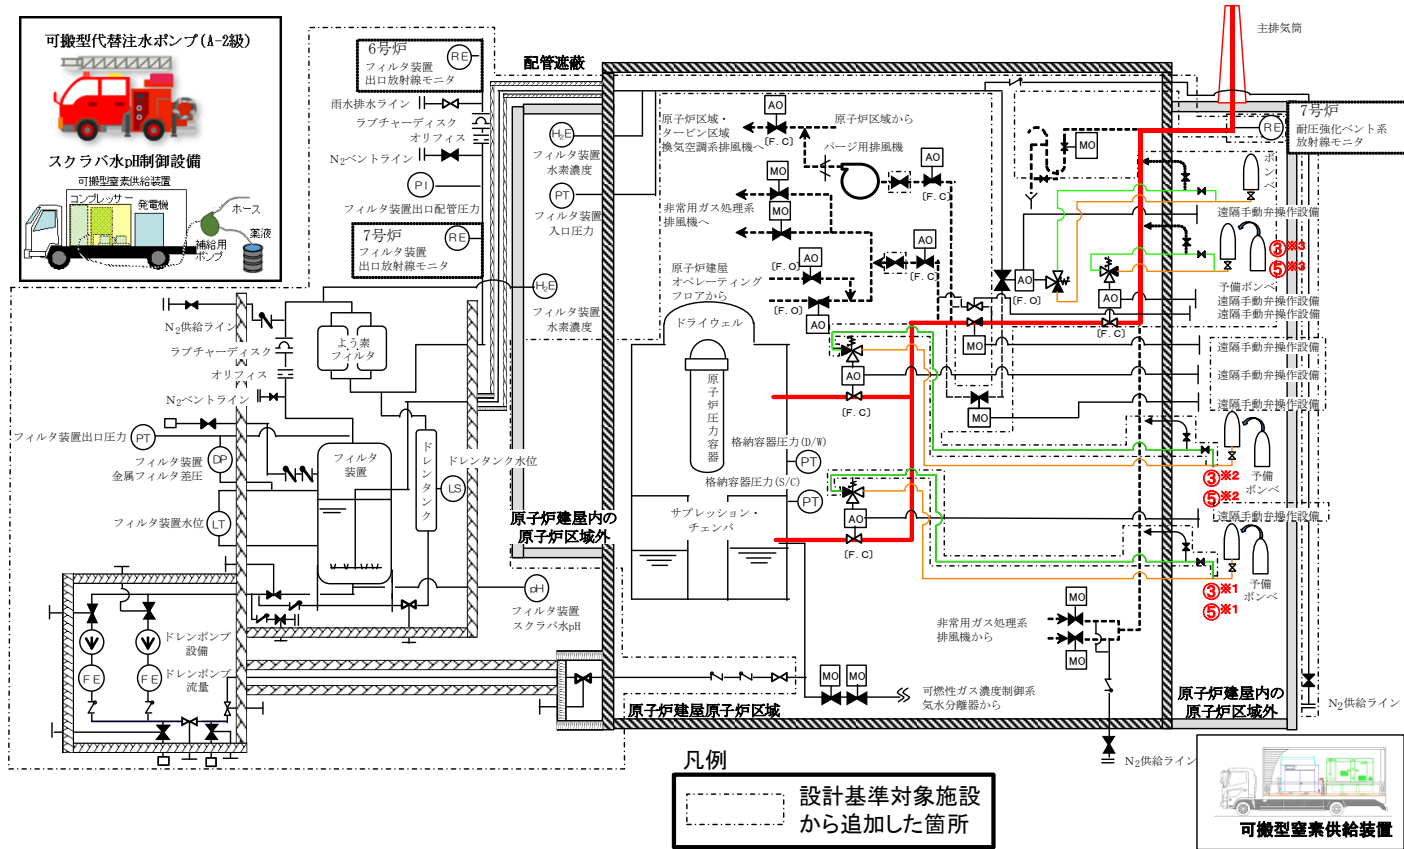 可搬型代替注水ポンプ(A-2級)
スクラバ水pH制御設備
可搬型窒素供給装置
コンプレッサー
発電機
ホース
補給用
ポンプ
薬液
6号炉
フィルタ装置
出口放射線モニタ
RE
配管遮蔽
雨水排水ライン
ラプチャーディスク
オリフィス
N₂ベントライン
PI
フィルタ装置出口配管圧力
7号炉
フィルタ装置
出口放射線モニタ
RE
H₂E
フィルタ装置
水素濃度
PT
フィルタ装置
入口圧力
H₂E
フィルタ装置
水素濃度
N₂供給ライン
ラプチャーディスク
オリフィス
N₂ベントライン
よう素
フィルタ
フィルタ装置出口圧力
PT
フィルタ装置
金属フィルタ差圧
DP
フィルタ装置水位
LT
フィルタ
装置
ドレンタンク
ドレンタンク水位
LS
pH
フィルタ装置
スクラバ水pH
ドレンポンプ
設備
ドレンポンプ
流量
FE
FE
原子炉建屋内の
原子炉区域外
主排気筒
7号炉
耐圧強化ベント系
放射線モニタ
RE
原子炉区域・
タービン区域
換気空調系排風機へ
AO
(F.C)
原子炉区域から
パージ用排風機
AO
(F.C)
MO
非常用ガス処理系
排風機へ
MO
MO
AO
(F.O)
原子炉建屋
オペレーティング
フロアから
(F.O)
AO
AO
(F.C)
AO
(F.O)
AO
(F.C)
MO
MO
ボンベ
遠隔手動弁操作設備
③※3
⑤※3
予備ボンベ
遠隔手動弁操作設備
遠隔手動弁操作設備
遠隔手動弁操作設備
遠隔手動弁操作設備
遠隔手動弁操作設備
ドライウェル
原子炉圧力容器
AO
(F.C)
格納容器圧力(D/W)
PT
格納容器圧力(S/C)
PT
サプレッション・
チェンバ
AO
(F.C)
③※2
⑤※2
予備
ボンベ
遠隔手動弁操作設備
③※1
⑤※1
予備
ボンベ
非常用ガス処理系
排風機から
MO
MO
MO
MO
可燃性ガス濃度制御系
気水分離器から
原子炉建屋原子炉区域
原子炉建屋内の
原子炉区域外
N₂供給ライン
N₂供給ライン
凡例
設計基準対象施設
から追加した箇所
可搬型窒素供給装置